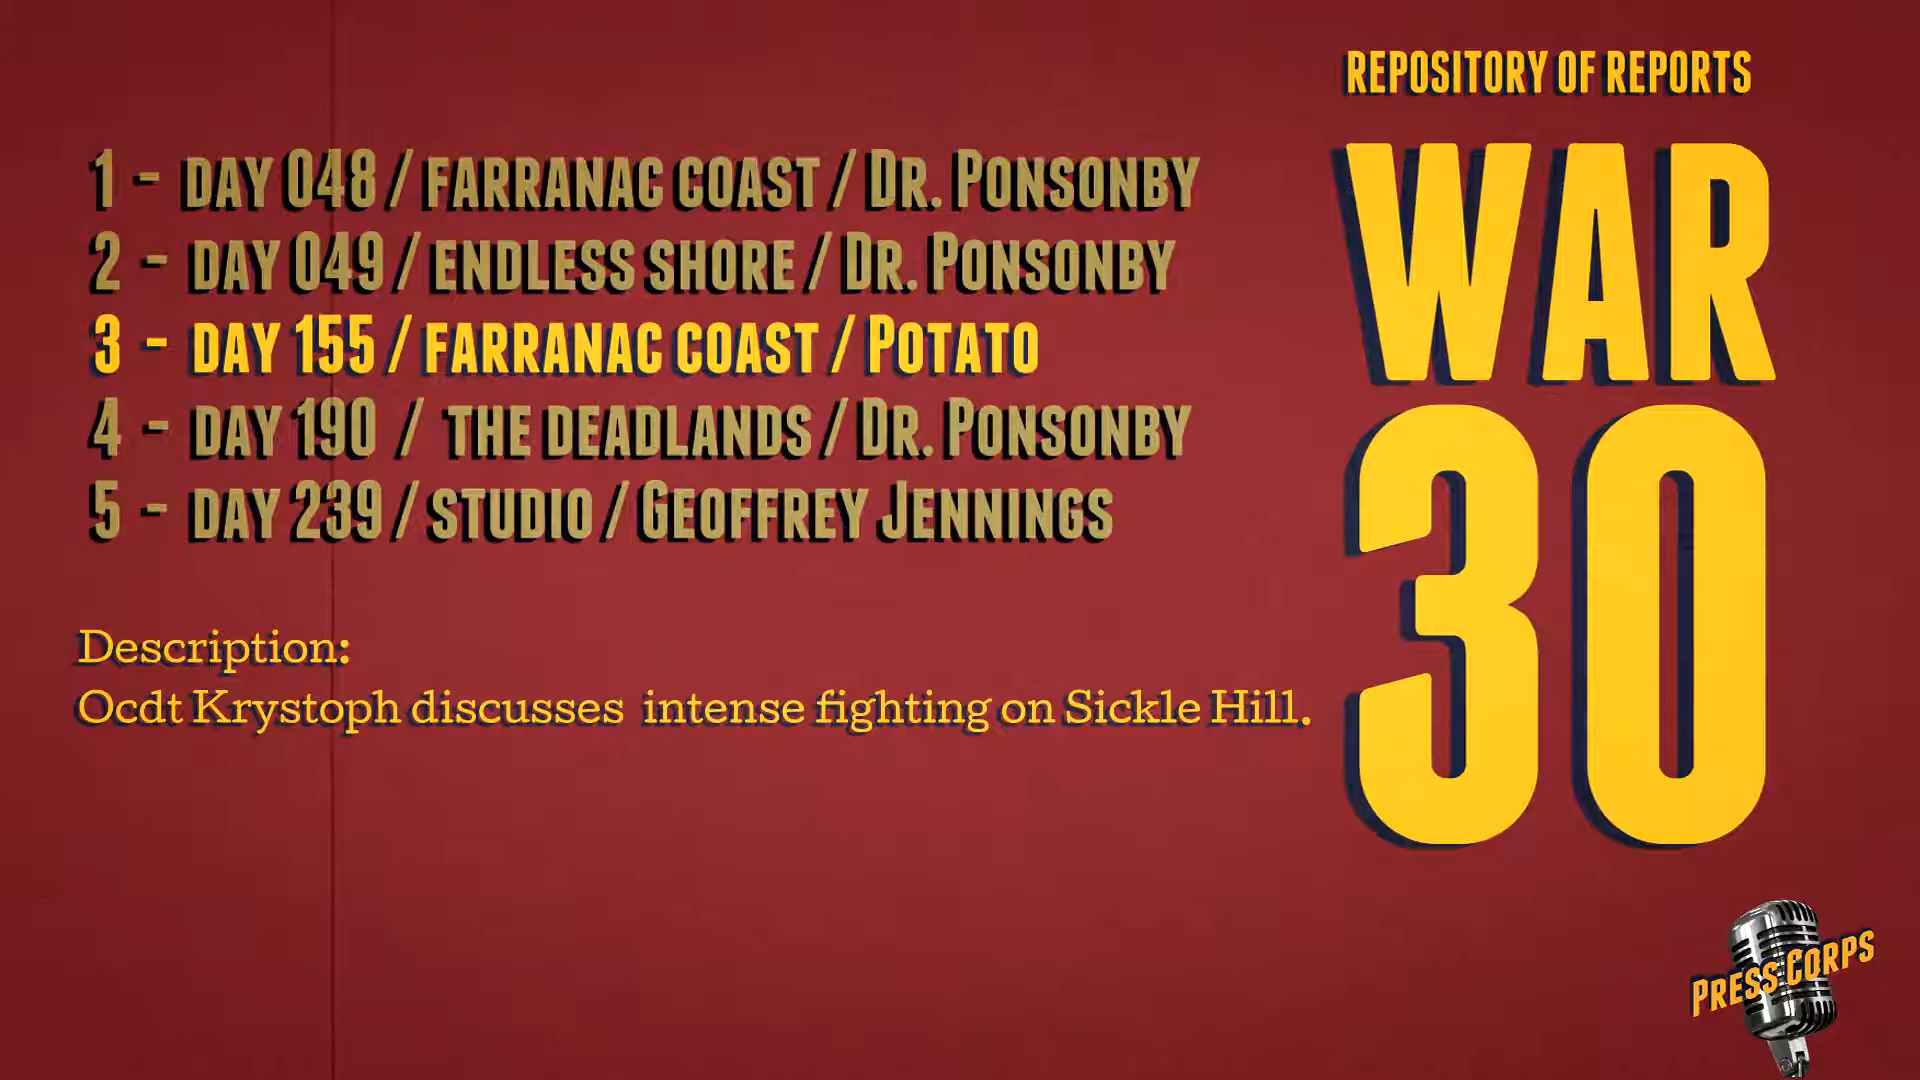 REPOSITORY OF REPORTS
WAR
30
1 - DAY 048 / FARRANAC COAST / DR. PONSONBY
2 - DAY 049 / ENDLESS SHORE / DR. PONSONBY
3 - DAY 155 / FARRANAC COAST / POTATO
4 - DAY 190 / THE DEADLANDS / DR. PONSONBY
5 - DAY 239 / STUDIO / GEOFFREY JENNINGS
Description:
Ocdt Krystoph discusses intense fighting on Sickle Hill.
PRESS CORPS